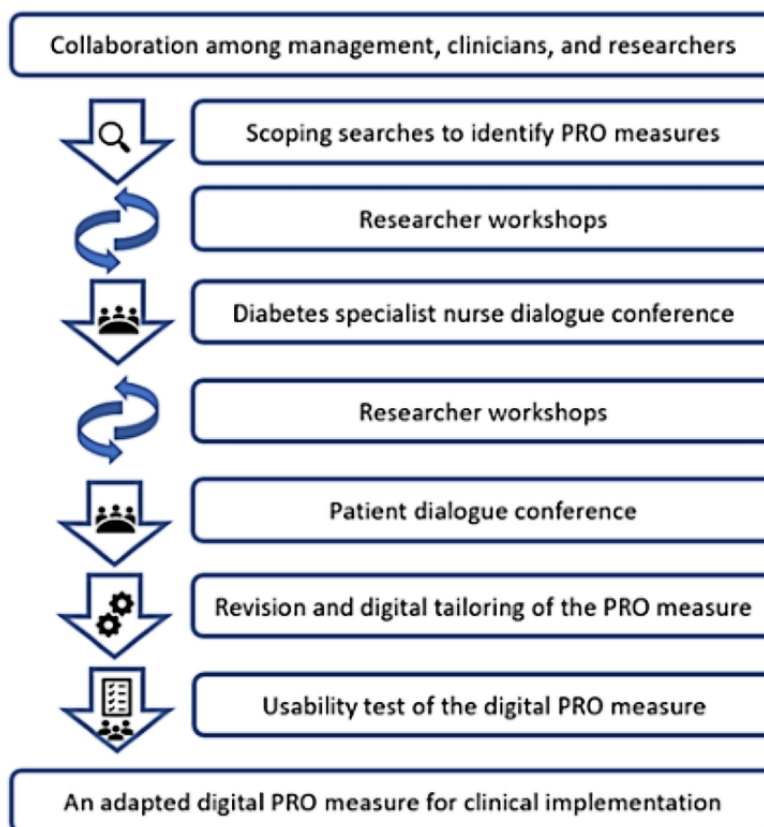 Collaboration among management, clinicians, and researchers
Scoping searches to identify PRO measures
Researcher workshops
Diabetes specialist nurse dialogue conference
Researcher workshops
Patient dialogue conference
Revision and digital tailoring of the PRO measure
Usability test of the digital PRO measure
An adapted digital PRO measure for clinical implementation